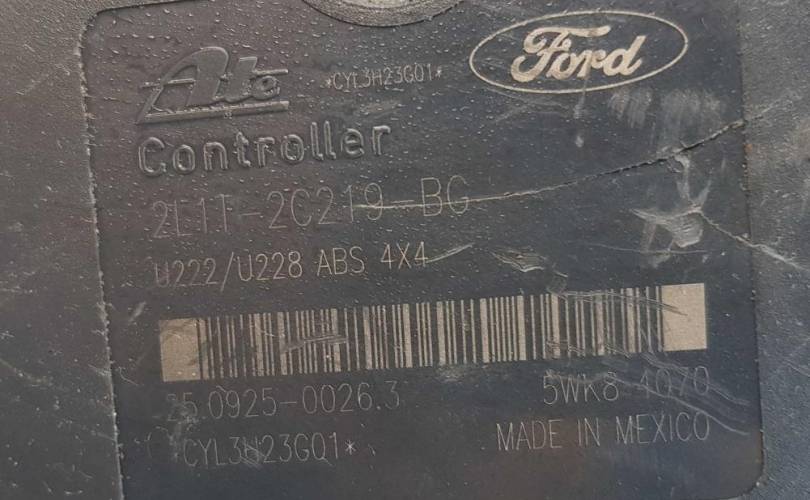 Ate *CYL3H23GQ1* Ford
Controller
2L1T-2C219-BG
U222/U228 ABS 4X4
25.0925-0026.3 5WK8 4070
*CYL3H23GQ1* MADE IN MEXICO